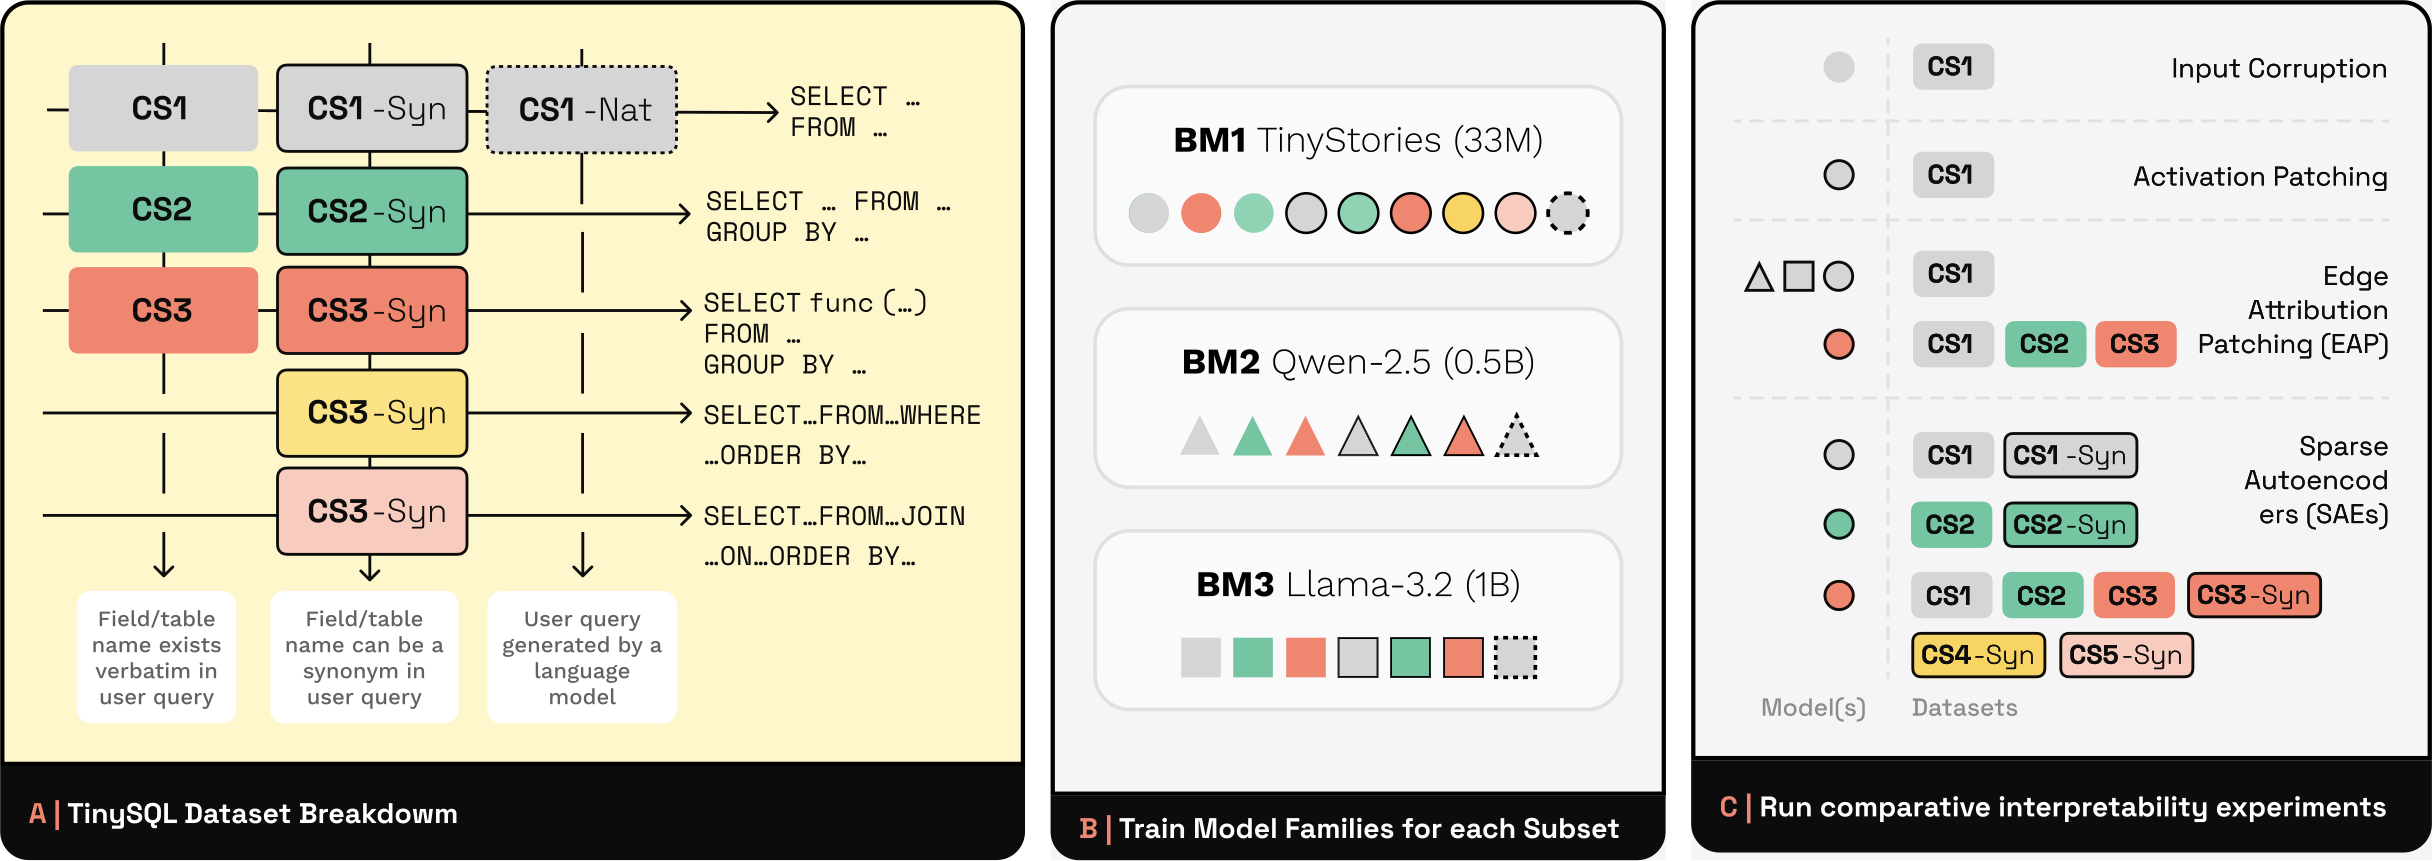 CS1
CS1 -Syn
CS1 -Nat
SELECT …
FROM …
CS2
CS2-Syn
SELECT … FROM …
GROUP BY …
CS3
CS3-Syn
SELECT func (…)
FROM …
GROUP BY …
CS3-Syn
SELECT…FROM…WHERE
…ORDER BY…
CS3-Syn
SELECT…FROM…JOIN
…ON…ORDER BY…
Field/table
name exists
verbatim in
user query
Field/table
name can be a
synonym in
user query
User query
generated by a
language
model
A | TinySQL Dataset Breakdowm
BM1 TinyStories (33M)
BM2 Qwen-2.5 (0.5B)
BM3 Llama-3.2 (1B)
B | Train Model Families for each Subset
CS1
Input Corruption
CS1
Activation Patching
CS1
CS1 CS2 CS3
Edge
Attribution
Patching (EAP)
CS1 CS1 -Syn
CS2 CS2-Syn
Sparse
Autoencod
ers (SAEs)
CS1 CS2 CS3 CS3-Syn
CS4-Syn CS5-Syn
Model(s) Datasets
C | Run comparative interpretability experiments